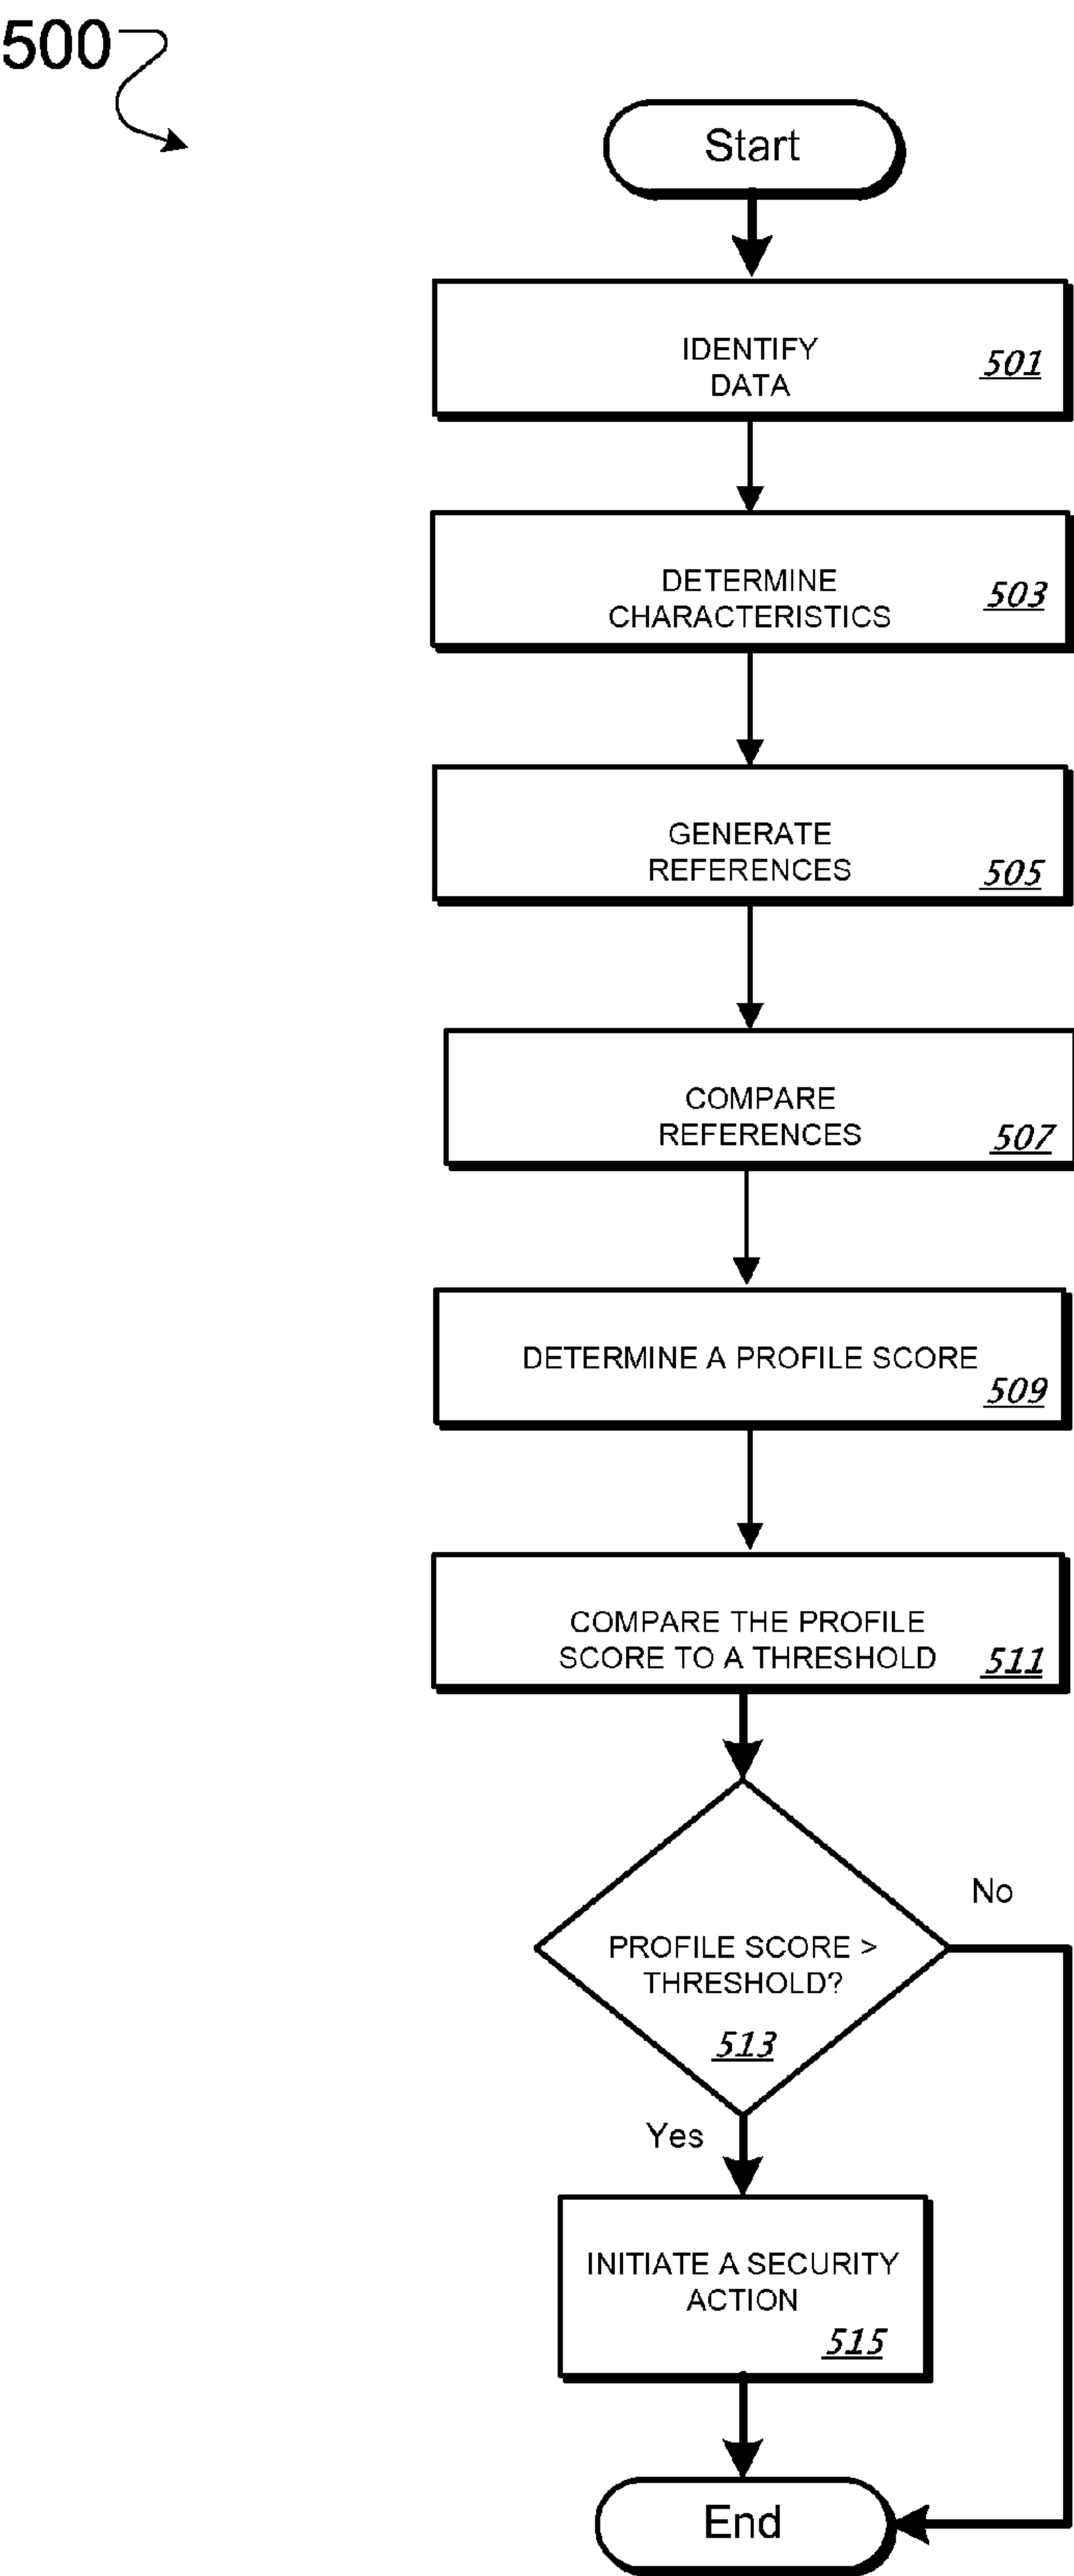 500
Start
IDENTIFY
DATA
501
DETERMINE
CHARACTERISTICS
503
GENERATE
REFERENCES
505
COMPARE
REFERENCES
507
DETERMINE A PROFILE SCORE
509
COMPARE THE PROFILE
SCORE TO A THRESHOLD
511
No
PROFILE SCORE >
THRESHOLD?
513
Yes
INITIATE A SECURITY
ACTION
515
End